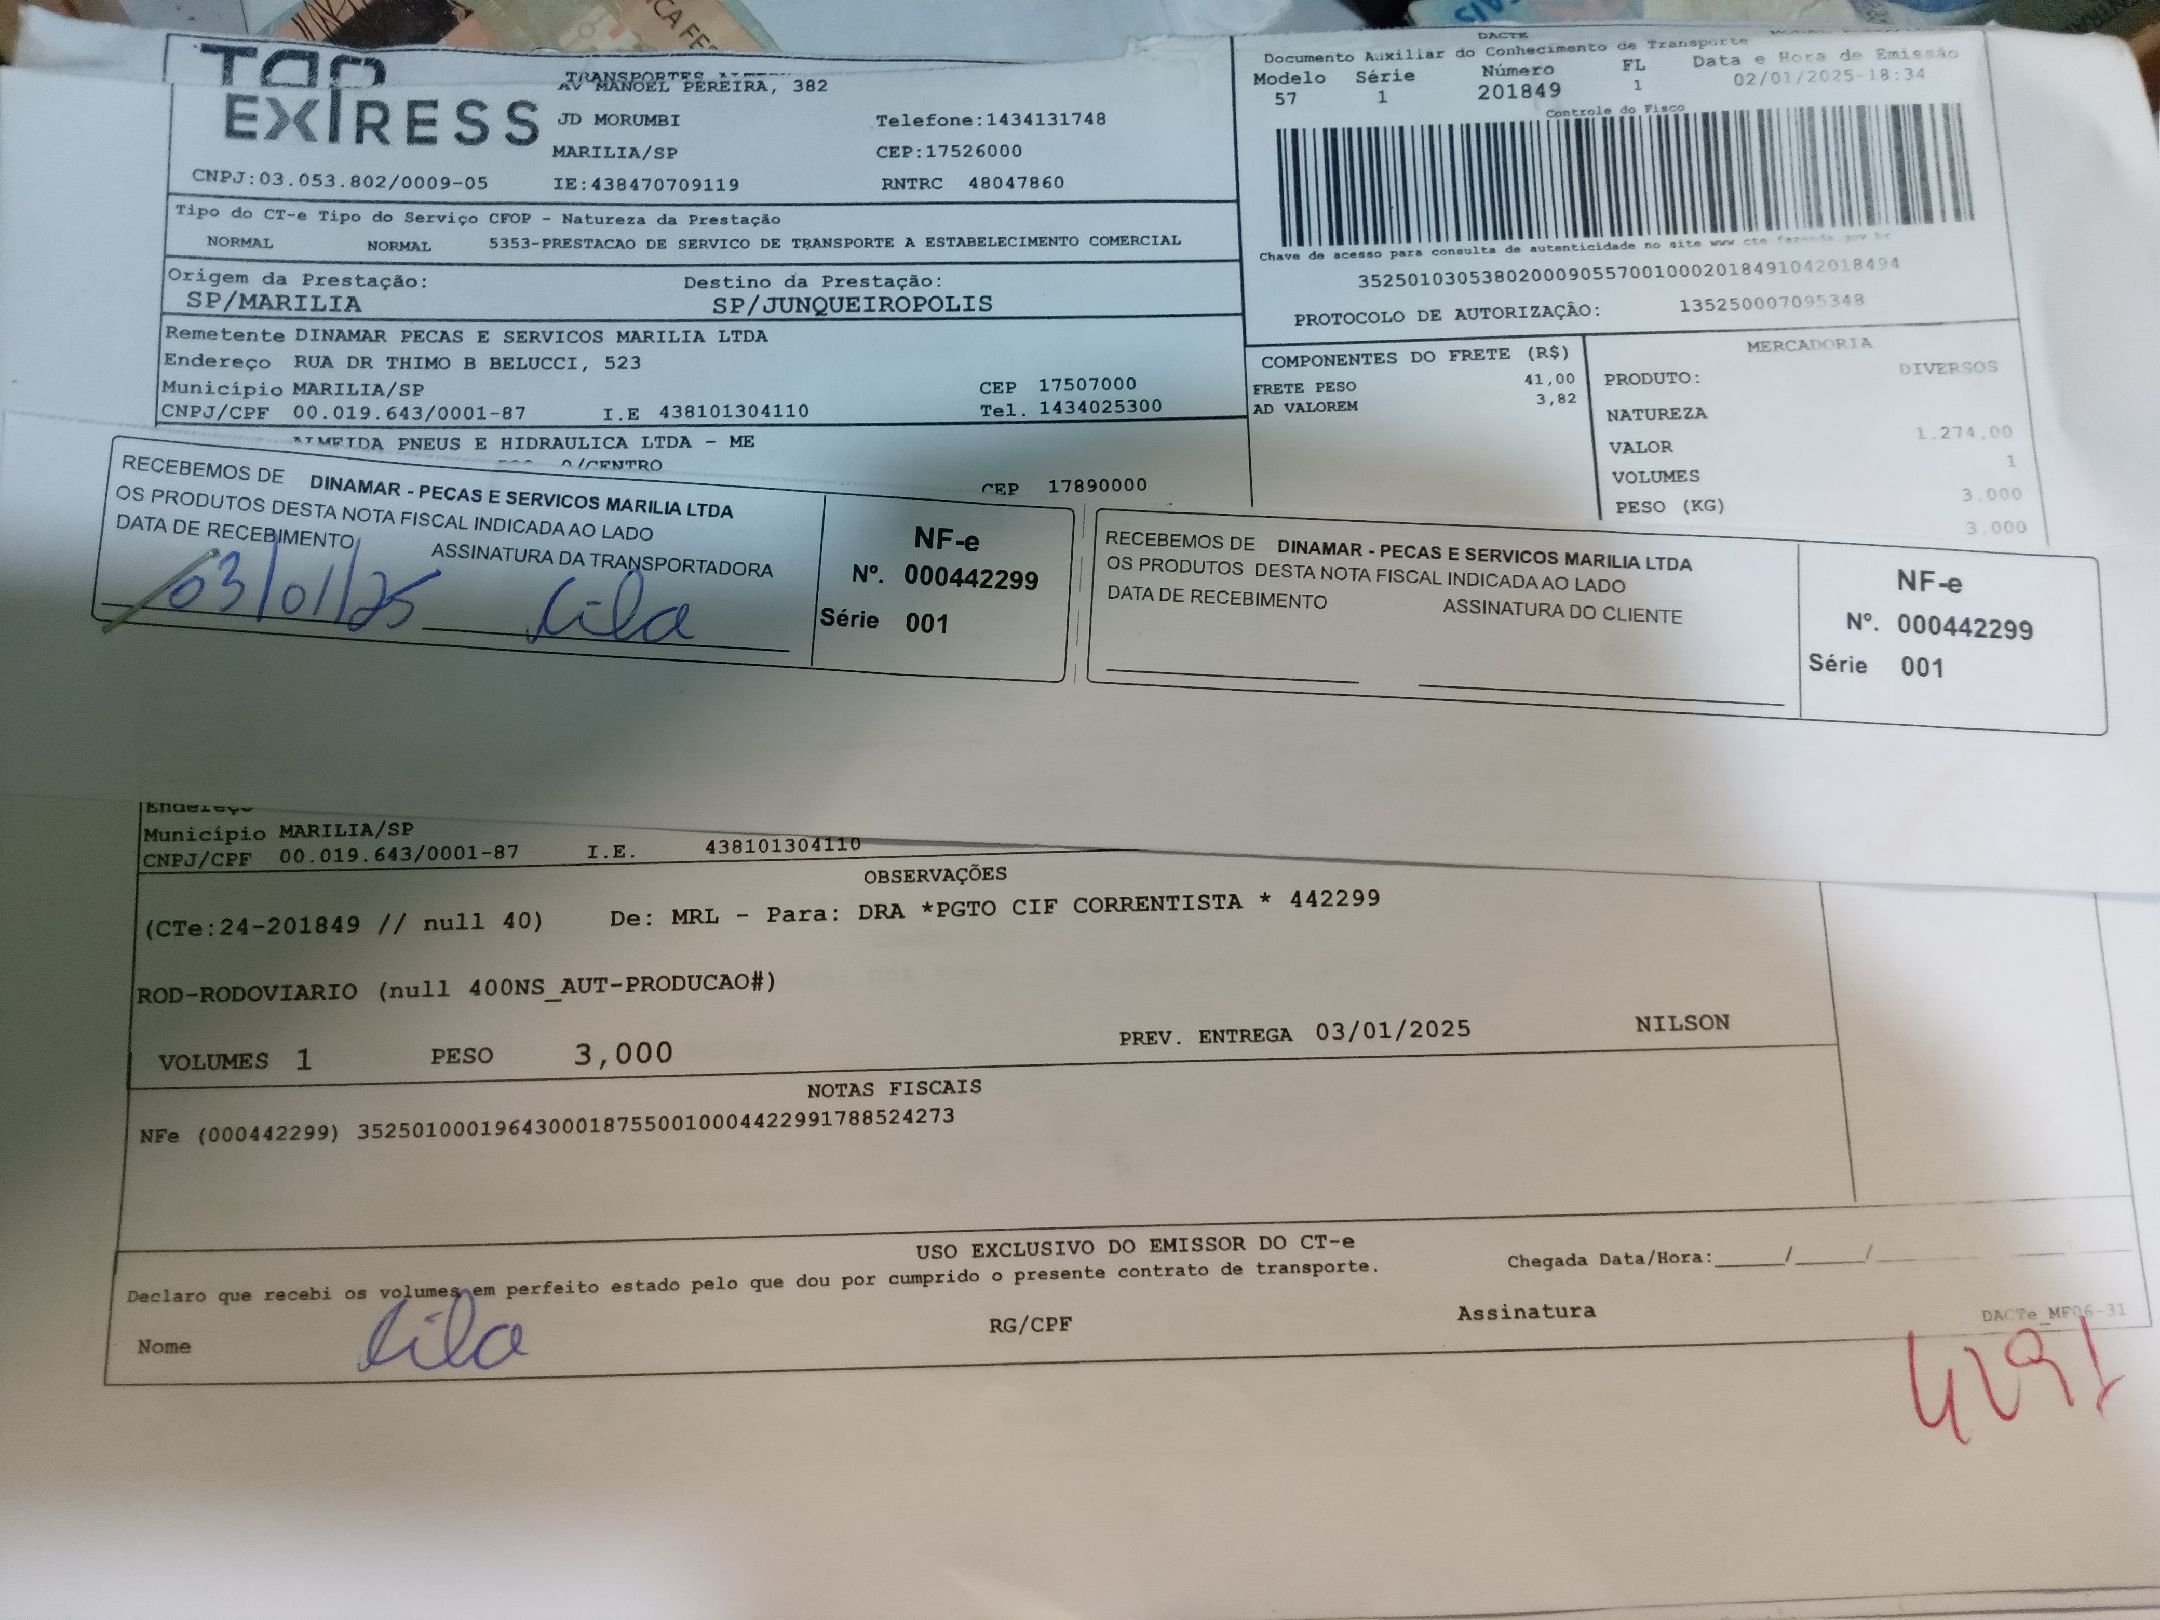 TRANSPORTES
AV MANOEL PEREIRA, 382
EXPRESS
JD MORUMBI Telefone:1434131748
MARILIA/SP CEP:17526000
CNPJ:03.053.802/0009-05 IE:438470709119 RNTRC 48047860
Tipo do CT-e Tipo do Serviço CFOP - Natureza da Prestação
NORMAL NORMAL 5353-PRESTACAO DE SERVICO DE TRANSPORTE A ESTABELECIMENTO COMERCIAL
Origem da Prestação: Destino da Prestação:
SP/MARILIA SP/JUNQUEIROPOLIS
Remetente DINAMAR PECAS E SERVICOS MARILIA LTDA
Endereço RUA DR THIMO B BELUCCI, 523
Município MARILIA/SP CEP 17507000
CNPJ/CPF 00.019.643/0001-87 I.E 438101304110 Tel. 1434025300
ALMEIDA PNEUS E HIDRAULICA LTDA - ME
O/CENTRO
CEP 17890000
DACTE
Documento Auxiliar do Conhecimento de Transporte
Modelo Série Número FL Data e Hora de Emissão
57 1 201849 1 02/01/2025-18:34
Controle do Fisco
Chave de acesso para consulta de autenticidade no site www.cte.fazenda.gov.br
35250103053802000905570010002018491042018494
PROTOCOLO DE AUTORIZAÇÃO: 135250007095348
COMPONENTES DO FRETE (R$)
FRETE PESO 41,00
AD VALOREM 3,82
MERCADORIA
PRODUTO: DIVERSOS
NATUREZA
VALOR 1.274,00
VOLUMES 1
PESO (KG) 3.000
3.000
RECEBEMOS DE DINAMAR - PECAS E SERVICOS MARILIA LTDA
OS PRODUTOS DESTA NOTA FISCAL INDICADA AO LADO
DATA DE RECEBIMENTO ASSINATURA DA TRANSPORTADORA
03/01/25 Lila
NF-e
Nº. 000442299
Série 001
RECEBEMOS DE DINAMAR - PECAS E SERVICOS MARILIA LTDA
OS PRODUTOS DESTA NOTA FISCAL INDICADA AO LADO
DATA DE RECEBIMENTO ASSINATURA DO CLIENTE
NF-e
Nº. 000442299
Série 001
Endereço
Município MARILIA/SP
CNPJ/CPF 00.019.643/0001-87 I.E. 438101304110
OBSERVAÇÕES
(CTe:24-201849 // null 40) De: MRL - Para: DRA *PGTO CIF CORRENTISTA * 442299
ROD-RODOVIARIO (null 400NS_AUT-PRODUCAO#)
VOLUMES 1 PESO 3,000 PREV. ENTREGA 03/01/2025 NILSON
NOTAS FISCAIS
NFe (000442299) 35250100019643000187550010004422991788524273
USO EXCLUSIVO DO EMISSOR DO CT-e
Declaro que recebi os volumes em perfeito estado pelo que dou por cumprido o presente contrato de transporte. Chegada Data/Hora:_____/_____/
Nome Lila RG/CPF Assinatura
DACTe_MF06-31